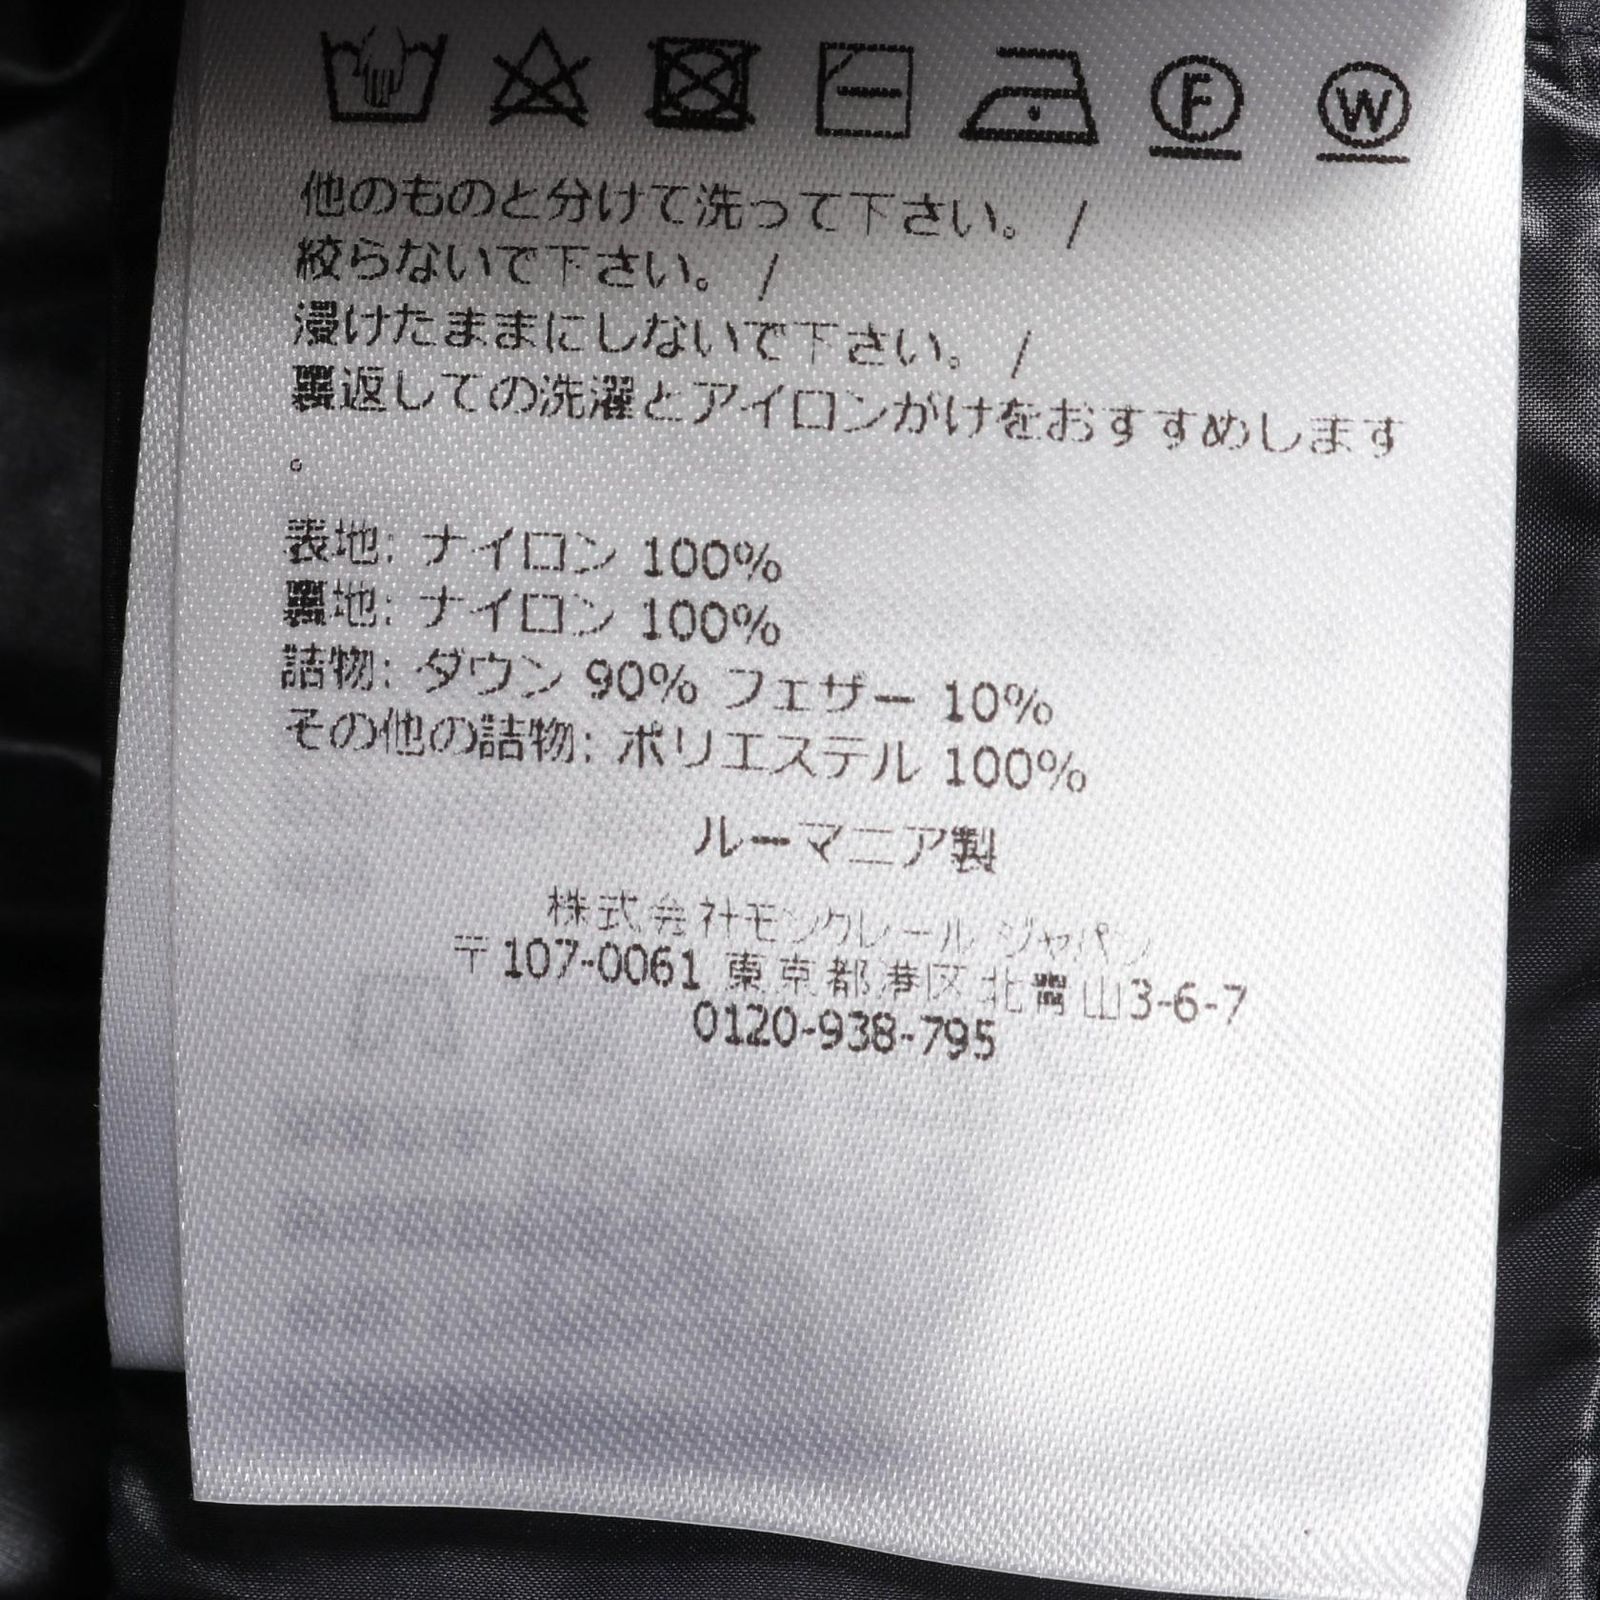 F W
他のものと分けて洗って下さい。 /
絞らないで下さい。 /
浸けたままにしないで下さい。 /
裏返しての洗濯とアイロンがけをおすすめします
。
表地: ナイロン 100%
裏地: ナイロン 100%
詰物: ダウン 90% フェザー 10%
その他の詰物: ポリエステル 100%
ルーマニア製
株式会社モンクレール ジャパン
〒107-0061 東京都港区北青山3-6-7
0120-938-795